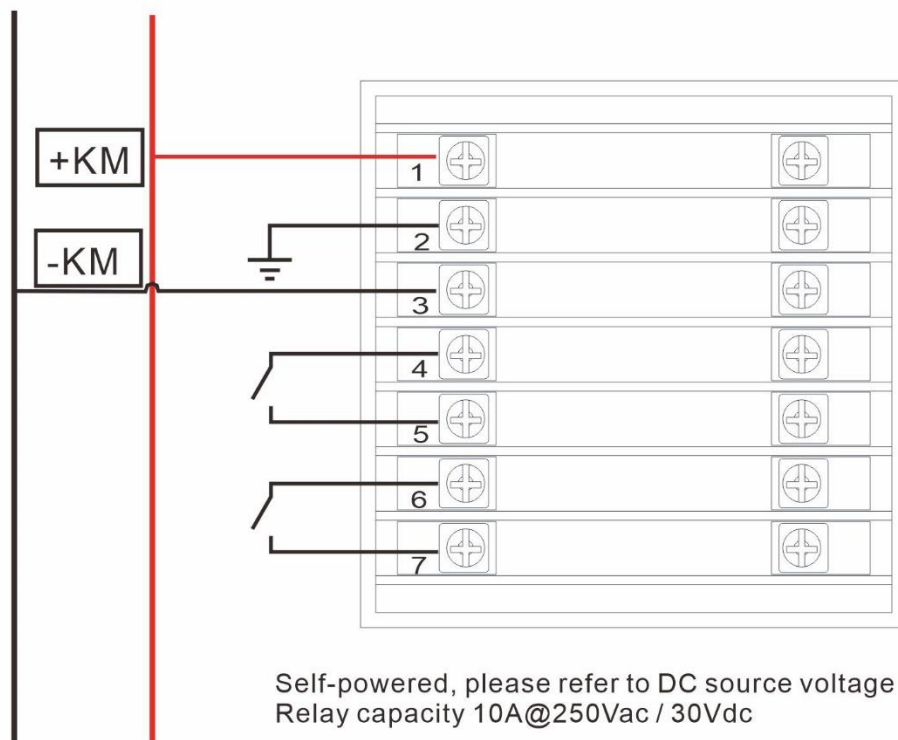 +KM
1
2
-KM
3
4
5
6
7
Self-powered, please refer to DC source voltage
Relay capacity 10A@250Vac / 30Vdc